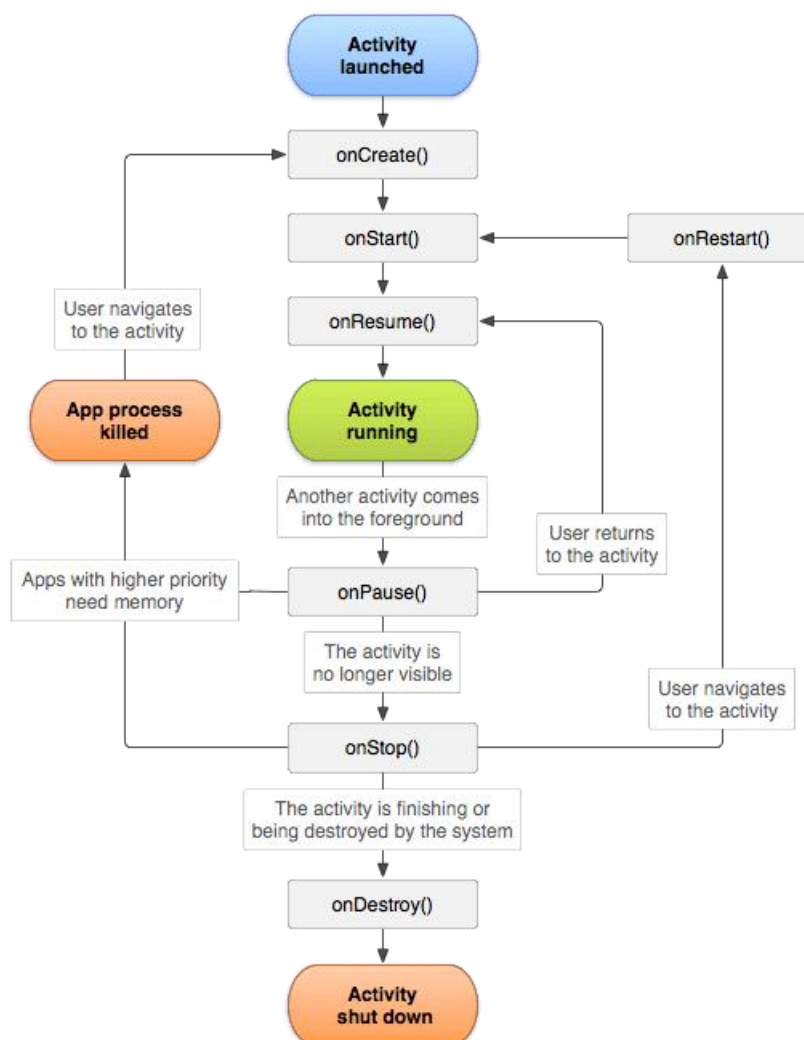 Activity
launched
onCreate()
onStart()
onRestart()
User navigates
to the activity
onResume()
App process
killed
Activity
running
Another activity comes
into the foreground
User returns
to the activity
Apps with higher priority
need memory
onPause()
The activity is
no longer visible
User navigates
to the activity
onStop()
The activity is finishing or
being destroyed by the system
onDestroy()
Activity
shut down